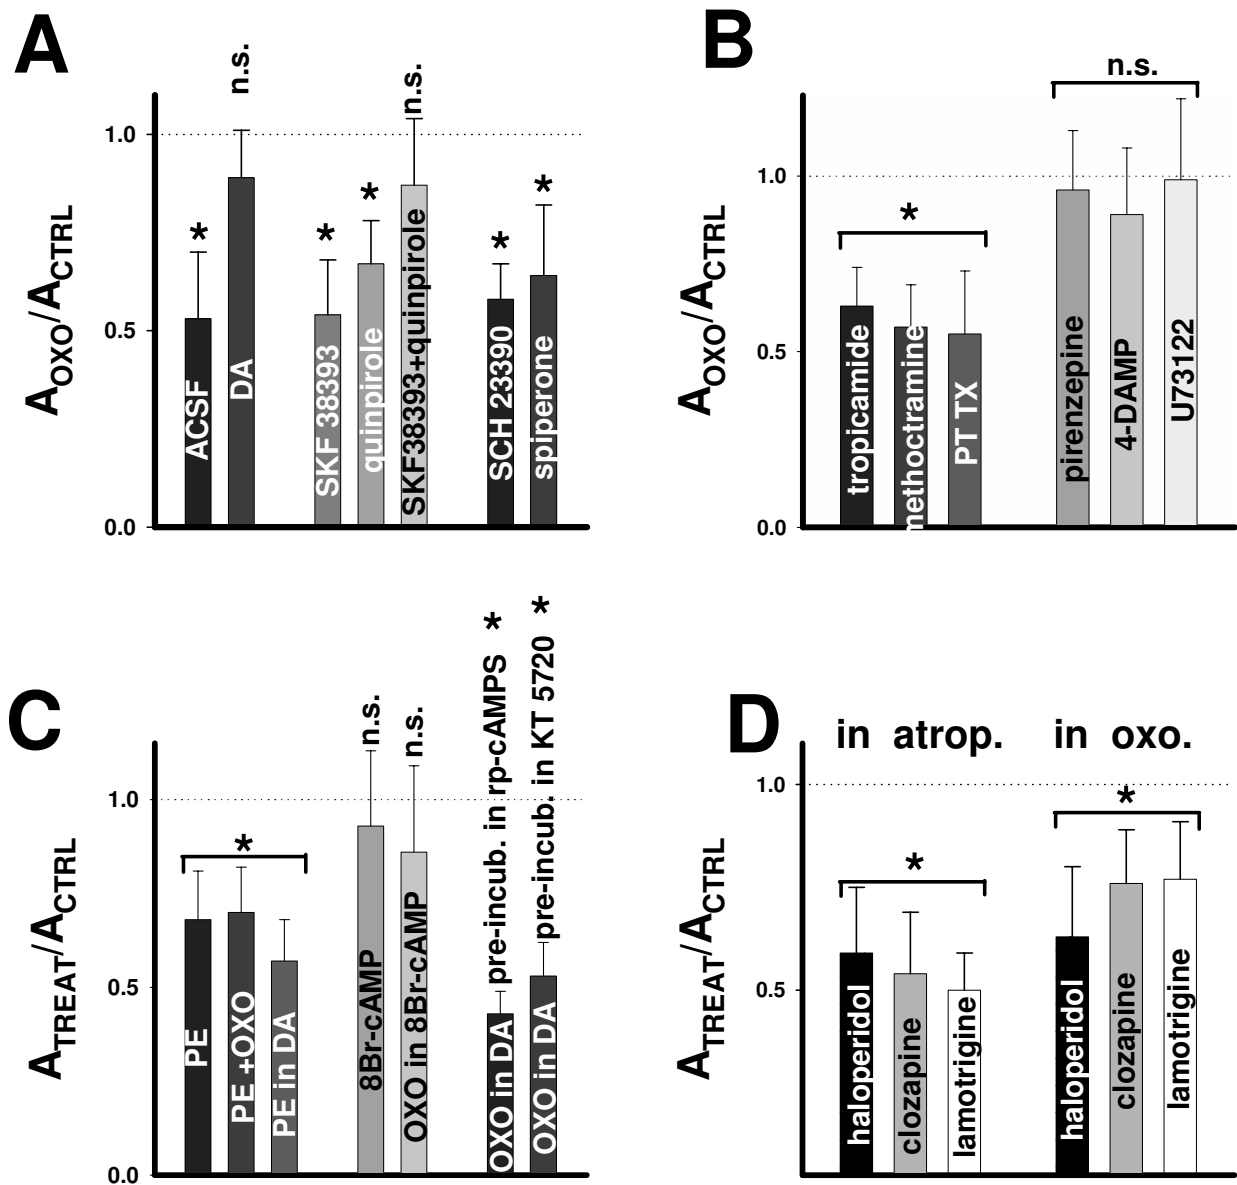 A
n.s.
n.s.
1.0
*
*
*
*
*
0.5
0.0
A_OXO/A_CTRL
ACSF
DA
SKF 38393
quinpirole
SKF38393+quinpirole
SCH 23390
spiperone
B
n.s.
1.0
*
0.5
0.0
A_OXO/A_CTRL
tropicamide
methoctramine
PT TX
pirenzepine
4-DAMP
U73122
C
n.s.
n.s.
*
*
1.0
*
0.5
0.0
A_TREAT/A_CTRL
PE
PE +OXO
PE in DA
8Br-cAMP
OXO in 8Br-cAMP
OXO in DA pre-incub. in rp-cAMPS
OXO in DA pre-incub. in KT 5720
D
in atrop. in oxo.
1.0
*
*
0.5
A_TREAT/A_CTRL
haloperidol
clozapine
lamotrigine
haloperidol
clozapine
lamotrigine